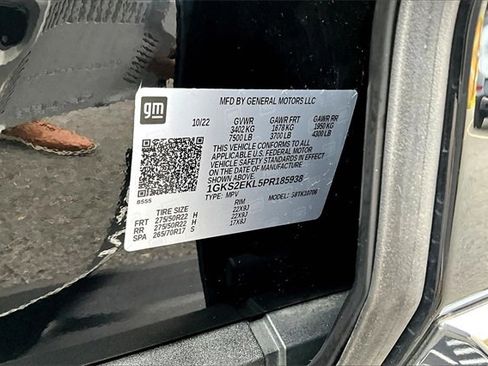 gm
MFD BY GENERAL MOTORS LLC
10/22 GVWR GAWR FRT GAWR RR
3402 KG 1678 KG 1950 KG
7500 LB 3700 LB 4300 LB
THIS VEHICLE CONFORMS TO ALL
APPLICABLE U.S. FEDERAL MOTOR
VEHICLE SAFETY STANDARDS IN EFFECT
ON THE DATE OF MANUFACTURE
SHOWN ABOVE.
1GKS2EKL5PR185938
TYPE: MPV MODEL:
8555
TIRE SIZE RIM
FRT 275/50R22 H 22X9J
RR 275/50R22 H 22X9J
SPA 265/70R17 S 17X8J